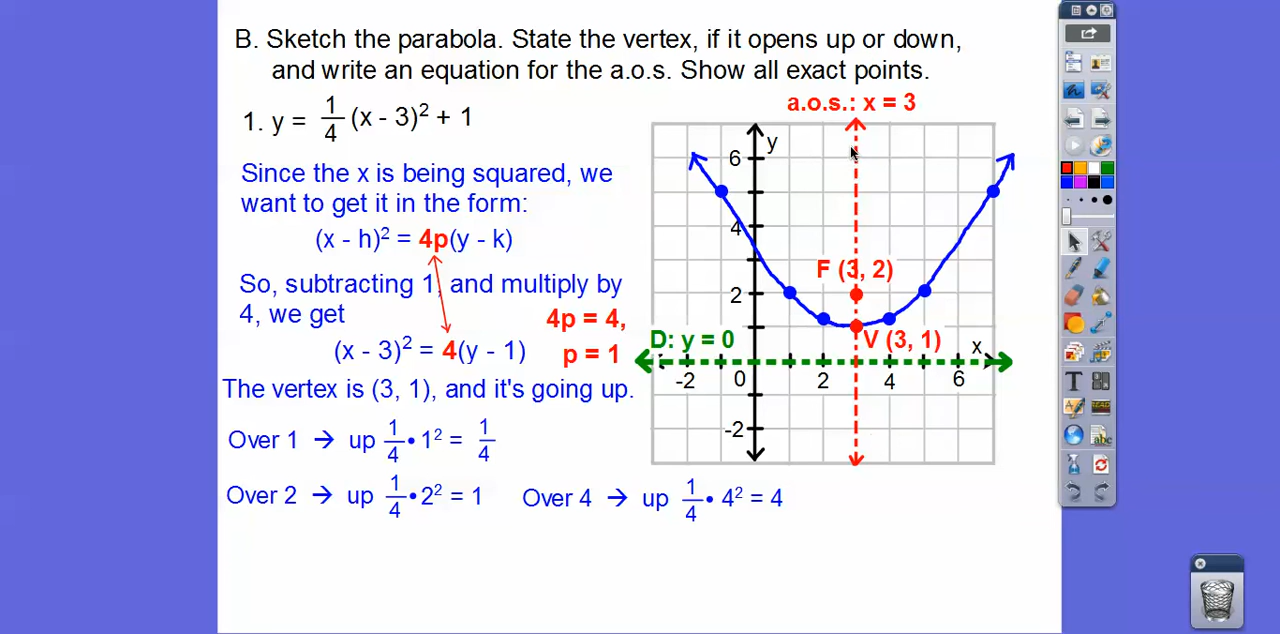 B. Sketch the parabola. State the vertex, if it opens up or down,
and write an equation for the a.o.s. Show all exact points.
1. y = 1/4 (x - 3)² + 1
a.o.s.: x = 3
Since the x is being squared, we
want to get it in the form:
(x - h)² = 4p(y - k)
So, subtracting 1, and multiply by
4, we get
4p = 4,
(x - 3)² = 4(y - 1)
p = 1
The vertex is (3, 1), and it's going up.
Over 1 → up 1/4 • 1² = 1/4
Over 2 → up 1/4 • 2² = 1
Over 4 → up 1/4 • 4² = 4
y
6
4
F (3, 2)
2
D: y = 0
V (3, 1)
x
-2 0 2 4 6
-2